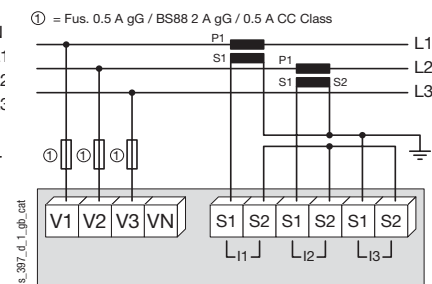 ① = Fus. 0.5 A gG / BS88 2 A gG / 0.5 A CC Class
P1
L1
S1
P1
L2
S1
S2
L3
① ① ①
V1 V2 V3 VN
S1 S2 S1 S2 S1 S2
I1 I2 I3
s_397_d_1_gb_cat